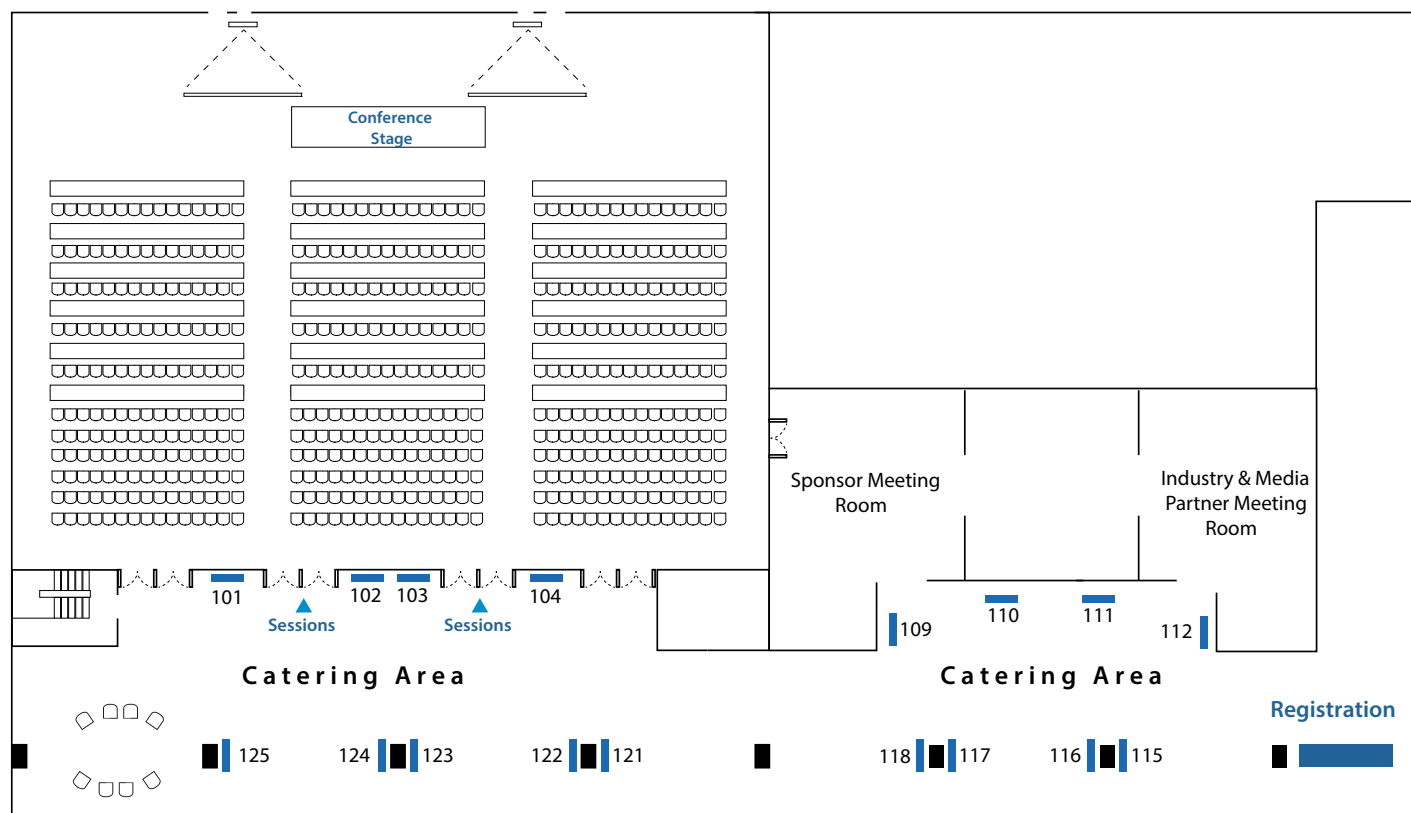 Conference
Stage
Sponsor Meeting
Room
Industry & Media
Partner Meeting
Room
101
102
103
104
Sessions
Sessions
109
110
111
112
Catering Area
Catering Area
Registration
125
124
123
122
121
118
117
116
115